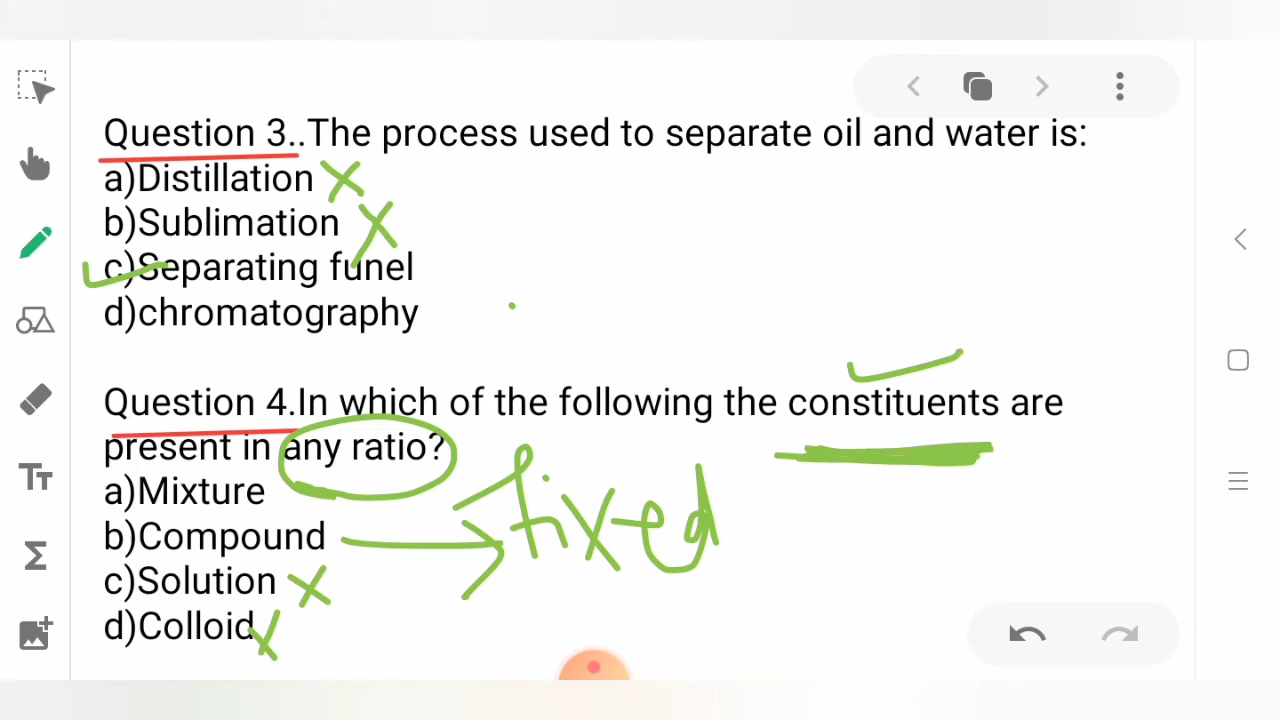 Question 3..The process used to separate oil and water is:
a)Distillation X
b)Sublimation X
c)Separating funel
d)chromatography
Question 4.In which of the following the constituents are
present in any ratio?
a)Mixture
b)Compound fixed
c)Solution X
d)Colloid X